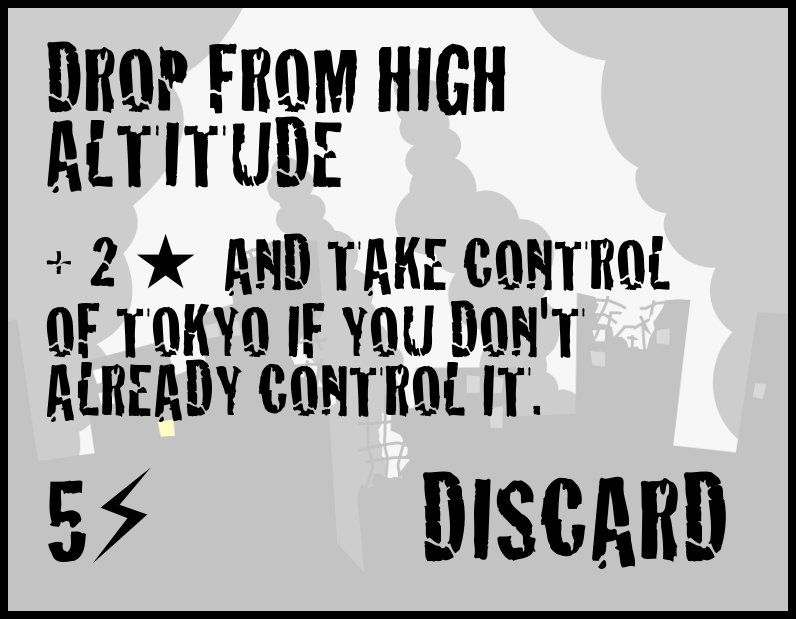 DROP FROM HIGH
ALTITUDE
+ 2 ★ AND TAKE CONTROL
OF TOKYO IF YOU DON'T
ALREADY CONTROL IT.
5⚡ DISCARD